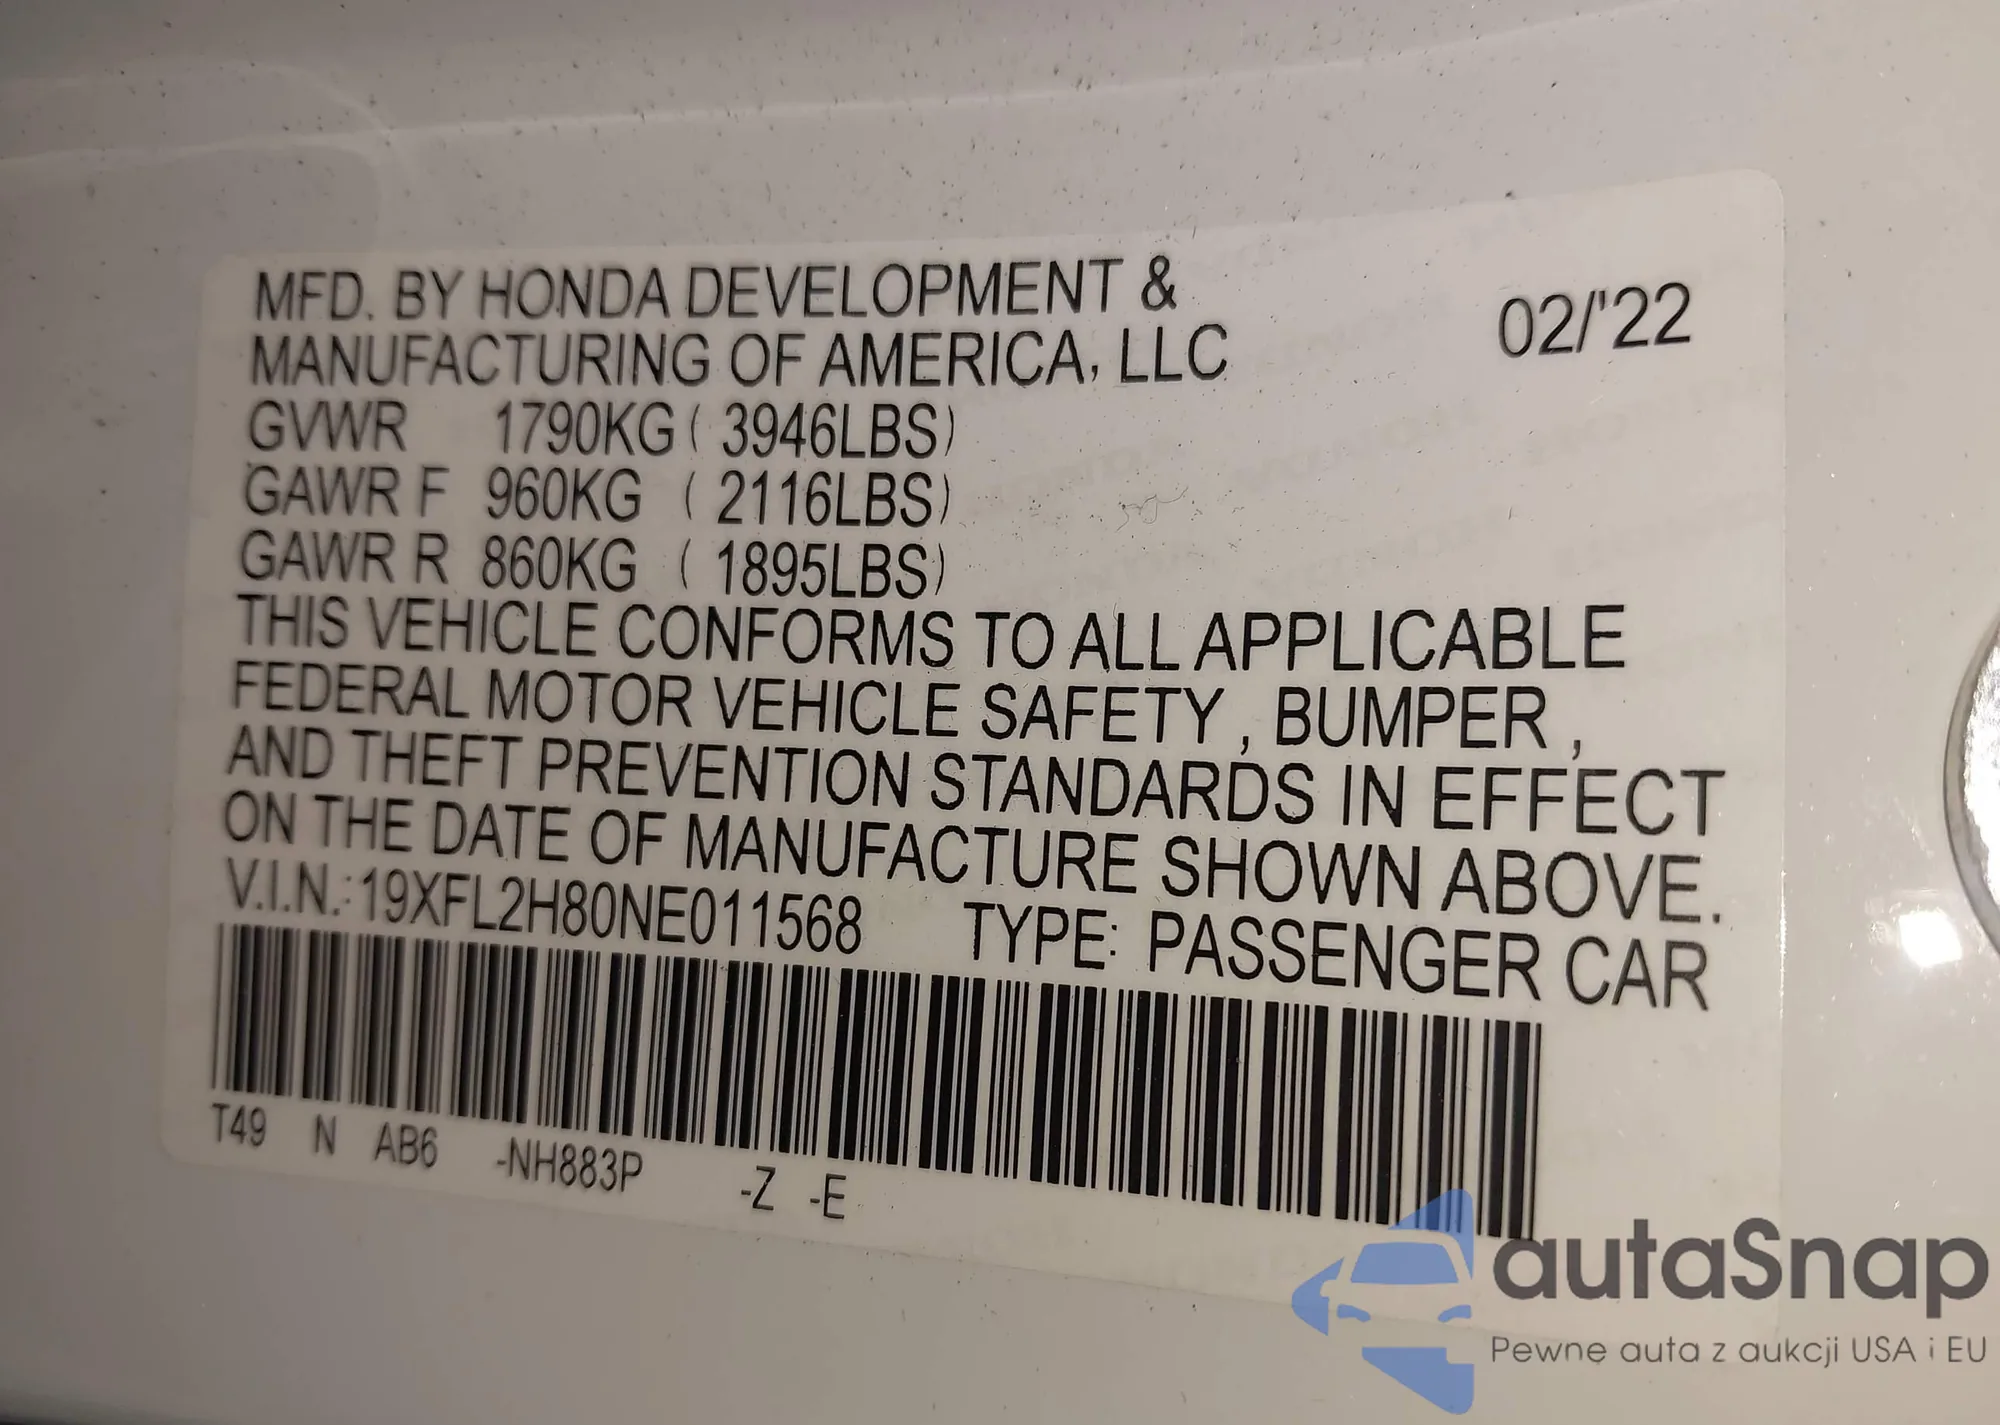 MFD. BY HONDA DEVELOPMENT & 02/'22
MANUFACTURING OF AMERICA, LLC
GVWR 1790KG ( 3946LBS)
GAWR F 960KG ( 2116LBS)
GAWR R 860KG ( 1895LBS)
THIS VEHICLE CONFORMS TO ALL APPLICABLE
FEDERAL MOTOR VEHICLE SAFETY , BUMPER ,
AND THEFT PREVENTION STANDARDS IN EFFECT
ON THE DATE OF MANUFACTURE SHOWN ABOVE.
V.I.N.: 19XFL2H80NE011568 TYPE: PASSENGER CAR
T49 N AB6 -NH883P -Z -E
autaSnap
Pewne auta z aukcji USA i EU